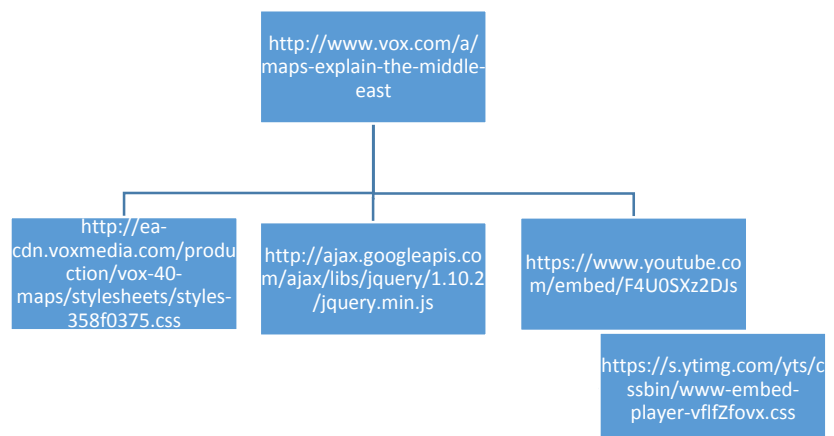 http://www.vox.com/a/
maps-explain-the-middle-
east
http://ea-
cdn.voxmedia.com/produ
ction/vox-40-
maps/stylesheets/styles-
358f0375.css
http://ajax.googleapis.co
m/ajax/libs/jquery/1.10.2
/jquery.min.js
https://www.youtube.co
m/embed/F4U0SXz2DJs
https://s.ytimg.com/yts/c
ssbin/www-embed-
player-vflfZfovx.css